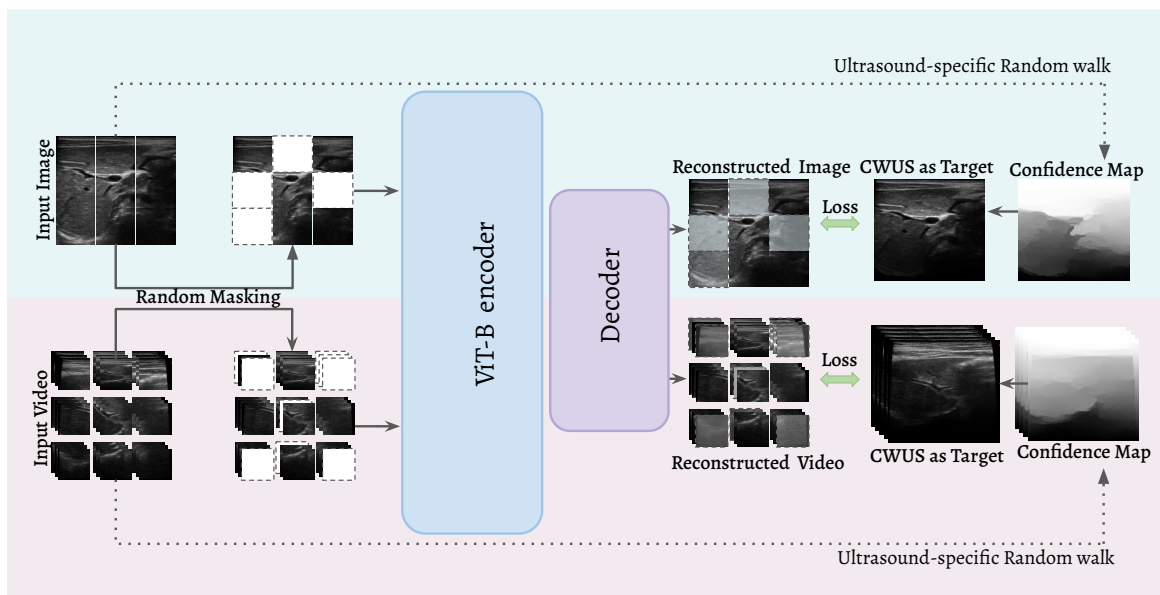 Ultrasound-specific Random walk
Input Image
Reconstructed Image
CWUS as Target
Confidence Map
Loss
Random Masking
ViT-B encoder
Decoder
Input Video
Loss
Reconstructed Video
CWUS as Target
Confidence Map
Ultrasound-specific Random walk